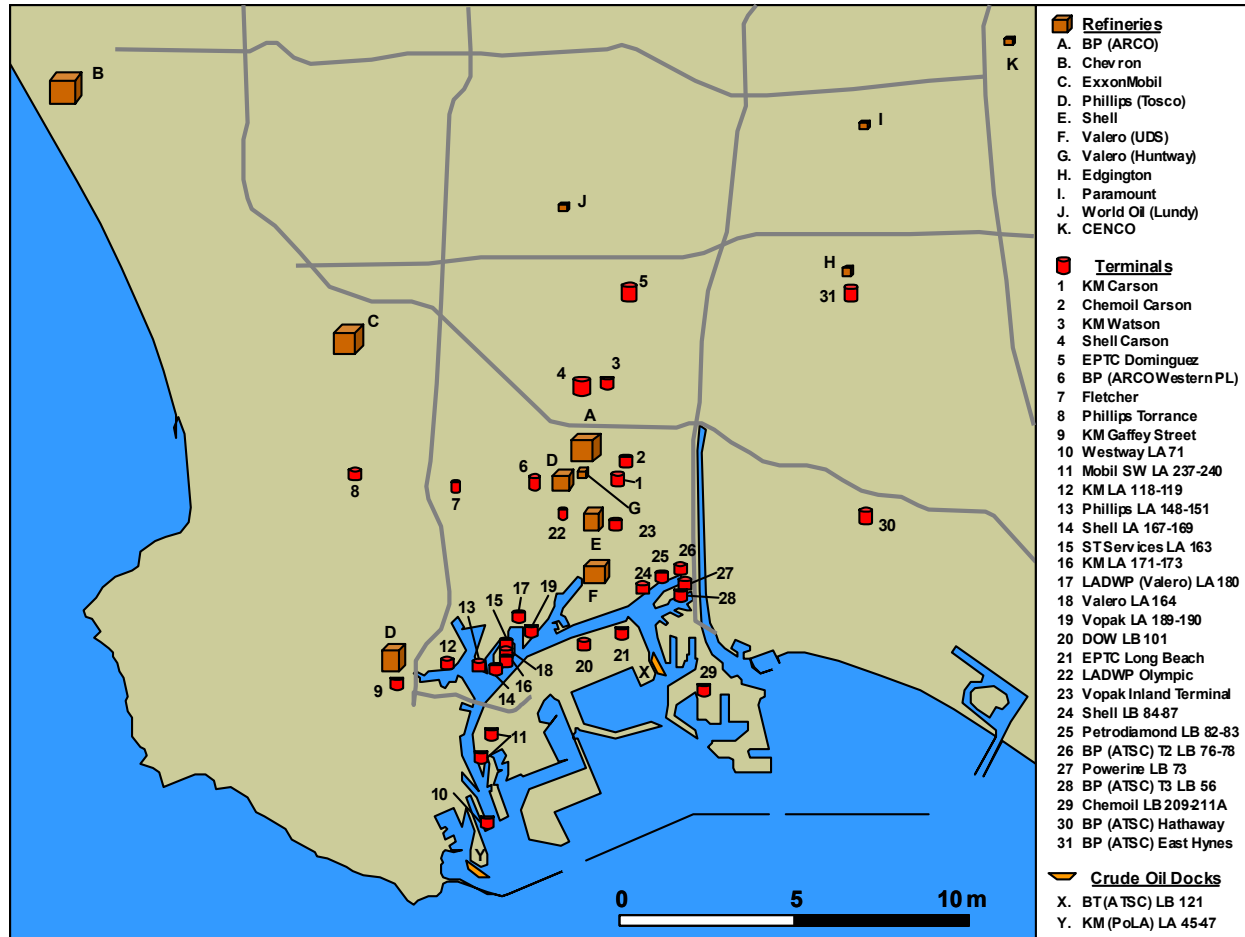 B
K
I
J
H
5
31
C
4
3
A
2
6
D
8
7
1
G
22
23
E
30
26
25
24
27
F
28
17
19
15
13
D
12
20
21
18
X
29
9
16
14
11
10
Y
0 5 10 m
Refineries
A. BP (ARCO)
B. Chevron
C. ExxonMobil
D. Phillips (Tosco)
E. Shell
F. Valero (UDS)
G. Valero (Huntway)
H. Edgington
I. Paramount
J. World Oil (Lundy)
K. CENCO
Terminals
1 KM Carson
2 Chemoil Carson
3 KM Watson
4 Shell Carson
5 EPTC Dominguez
6 BP (ARCO Western PL)
7 Fletcher
8 Phillips Torrance
9 KM Gaffey Street
10 Westway LA 71
11 Mobil SW LA 237-240
12 KM LA 118-119
13 Phillips LA 148-151
14 Shell LA 167-169
15 ST Services LA 163
16 KM LA 171-173
17 LADWP (Valero) LA 180
18 Valero LA 164
19 Vopak LA 189-190
20 DOW LB 101
21 EPTC Long Beach
22 LADWP Olympic
23 Vopak Inland Terminal
24 Shell LB 84-87
25 Petrodiamond LB 82-83
26 BP (ATSC) T2 LB 76-78
27 Powerine LB 73
28 BP (ATSC) T3 LB 56
29 Chemoil LB 209-211A
30 BP (ATSC) Hathaway
31 BP (ATSC) East Hynes
Crude Oil Docks
X. BT (ATSC) LB 121
Y. KM (PoLA) LA 45-47